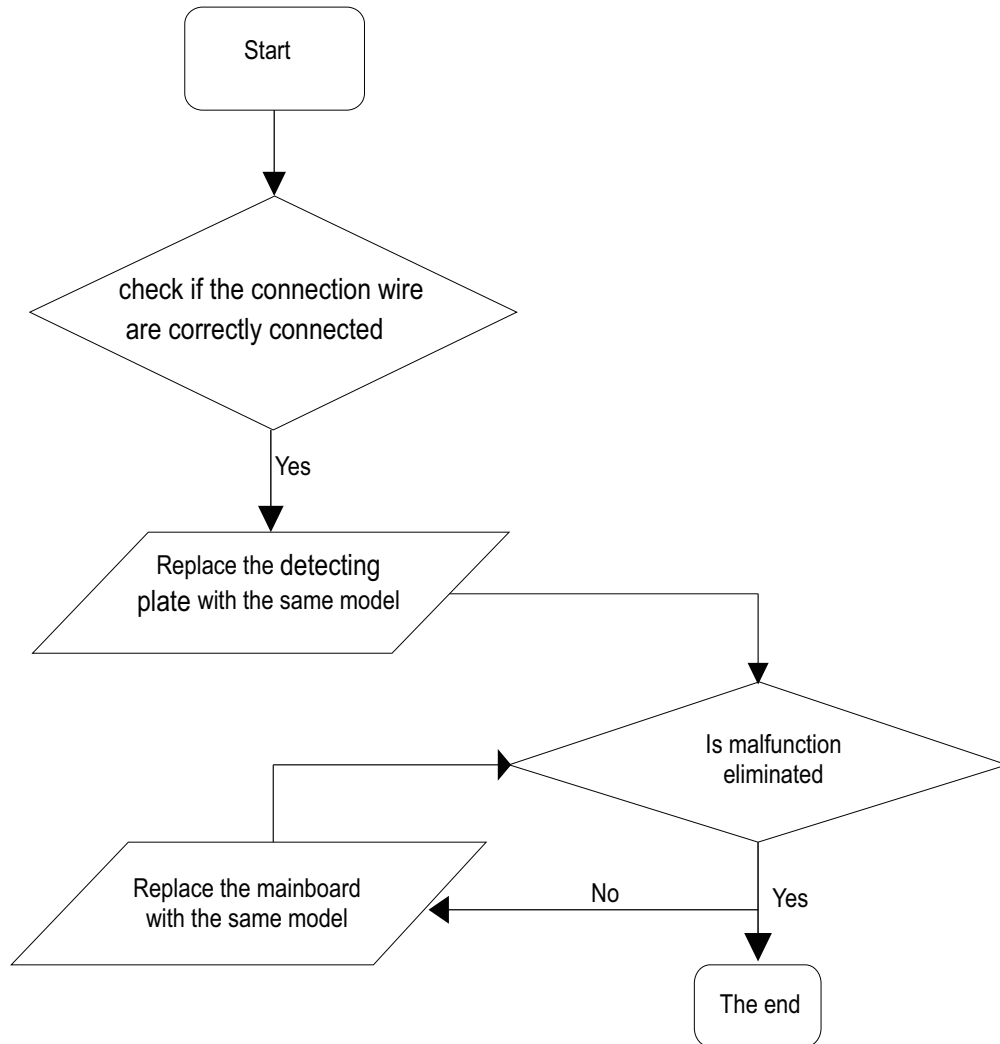 Start
check if the connection wire
are correctly connected
Yes
Replace the detecting
plate with the same model
Is malfunction
eliminated
Replace the mainboard
with the same model
No
Yes
The end